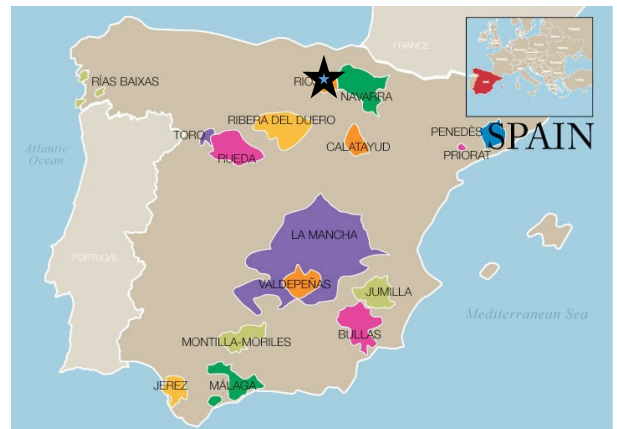 FRANCE
RÍAS BAIXAS
RIO
NAVARRA
RIBERA DEL DUERO
TORO
RUEDA
CALATAYUD
PENEDÈS
PRIORAT
SPAIN
Atlantic
Ocean
PORTUGAL
LA MANCHA
VALDEPEÑAS
JUMILLA
Mediterranean Sea
BULLAS
MONTILLA-MORILES
JEREZ
MÁLAGA